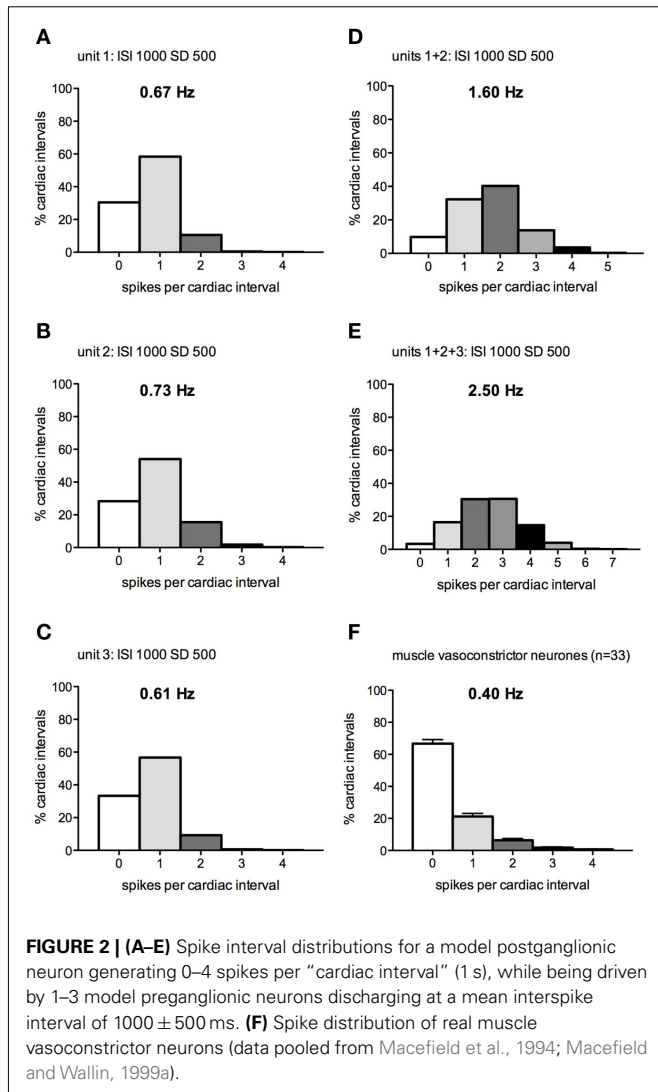 A
unit 1: ISI 1000 SD 500
0.67 Hz
% cardiac intervals
100
80
60
40
20
0
0 1 2 3 4
spikes per cardiac interval
B
unit 2: ISI 1000 SD 500
0.73 Hz
% cardiac intervals
100
80
60
40
20
0
0 1 2 3 4
spikes per cardiac interval
C
unit 3: ISI 1000 SD 500
0.61 Hz
% cardiac intervals
100
80
60
40
20
0
0 1 2 3 4
spikes per cardiac interval
D
units 1+2: ISI 1000 SD 500
1.60 Hz
% cardiac intervals
100
80
60
40
20
0
0 1 2 3 4 5
spikes per cardiac interval
E
units 1+2+3: ISI 1000 SD 500
2.50 Hz
% cardiac intervals
100
80
60
40
20
0
0 1 2 3 4 5 6 7
spikes per cardiac interval
F
muscle vasoconstrictor neurones (n=33)
0.40 Hz
% cardiac intervals
100
80
60
40
20
0
0 1 2 3 4
spikes per cardiac interval
FIGURE 2 | (A–E) Spike interval distributions for a model postganglionic
neuron generating 0–4 spikes per “cardiac interval” (1 s), while being driven
by 1–3 model preganglionic neurons discharging at a mean interspike
interval of 1000 ± 500 ms. (F) Spike distribution of real muscle
vasoconstrictor neurons (data pooled from Macefield et al., 1994; Macefield
and Wallin, 1999a).